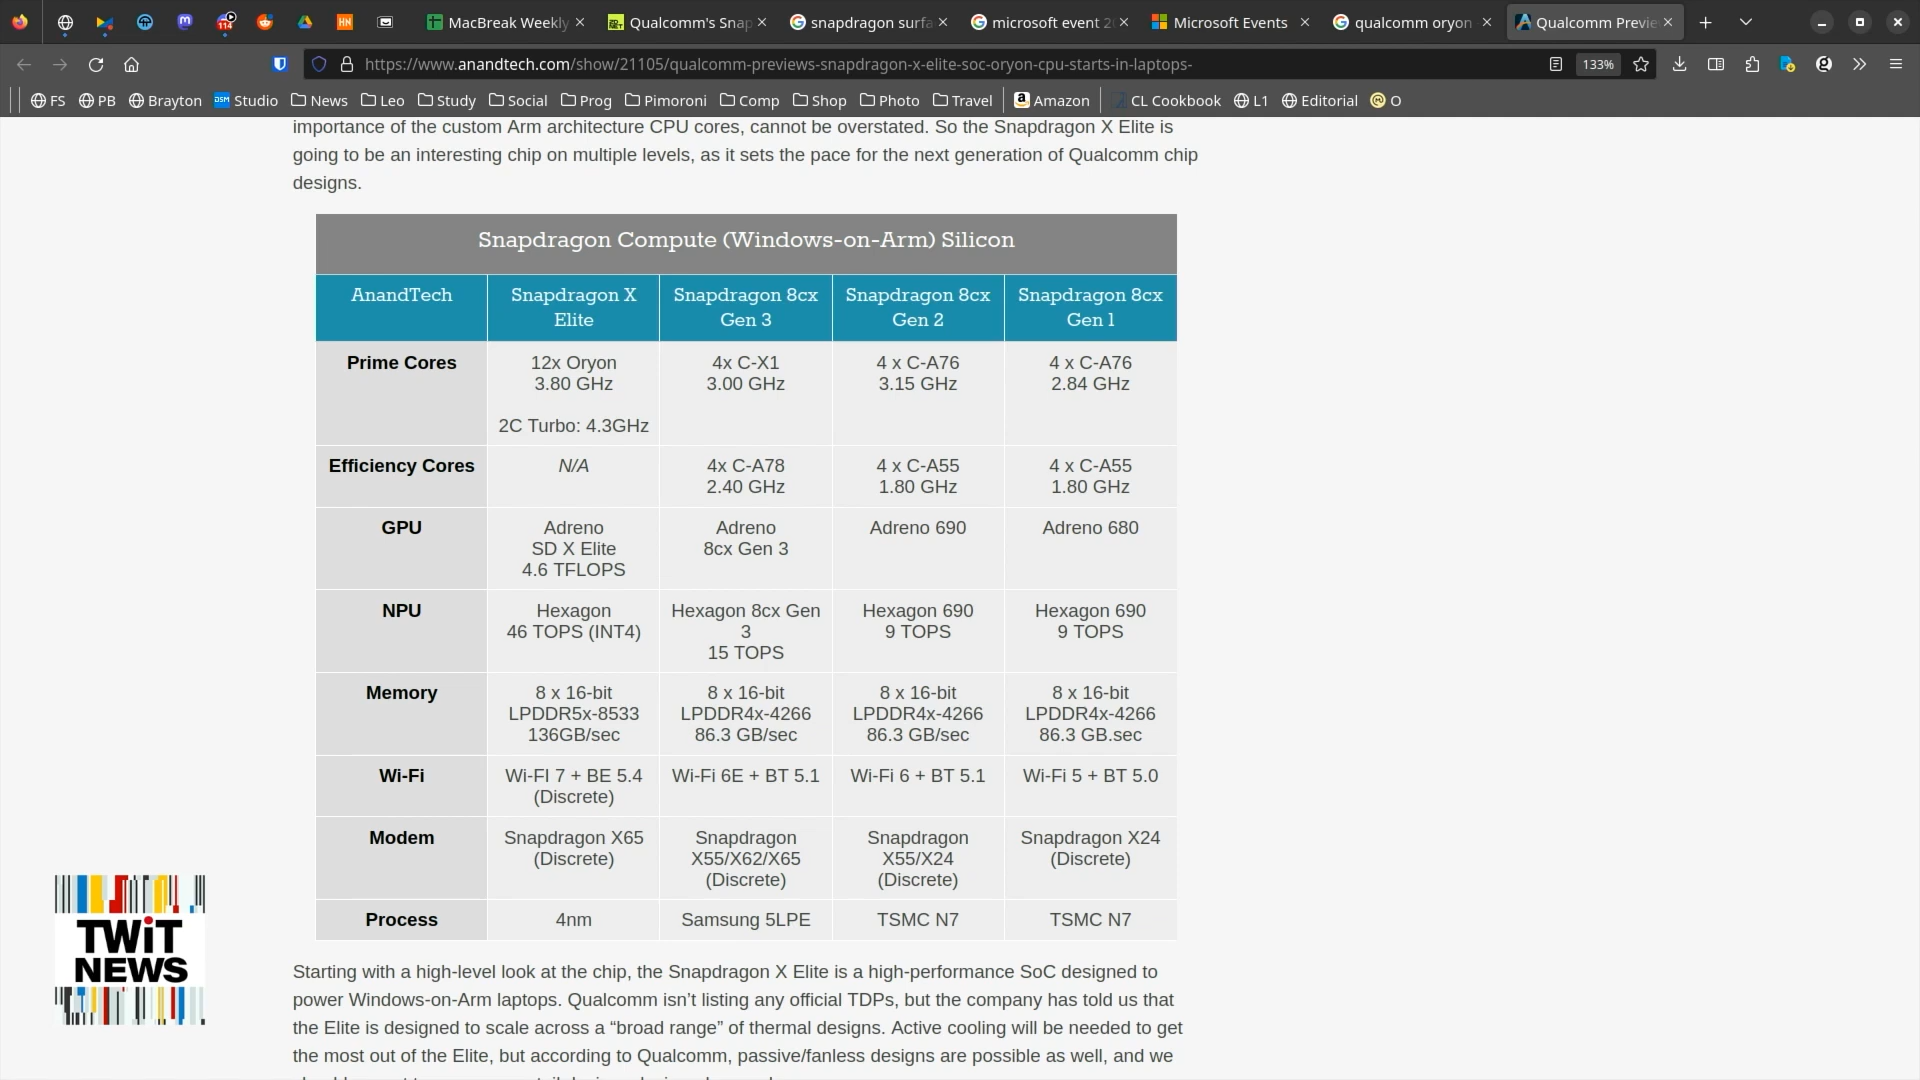 MacBreak Weekly
Qualcomm's Snap
snapdragon surfa
microsoft event 2
Microsoft Events
qualcomm oryon
Qualcomm Previe
114
HN
https://www.anandtech.com/show/21105/qualcomm-previews-snapdragon-x-elite-soc-oryon-cpu-starts-in-laptops-
133%
FS
PB
Brayton
DSM
Studio
News
Leo
Study
Social
Prog
Pimoroni
Comp
Shop
Photo
Travel
Amazon
CL Cookbook
L1
Editorial
O
importance of the custom Arm architecture CPU cores, cannot be overstated. So the Snapdragon X Elite is
going to be an interesting chip on multiple levels, as it sets the pace for the next generation of Qualcomm chip
designs.
Snapdragon Compute (Windows-on-Arm) Silicon
AnandTech
Snapdragon X
Elite
Snapdragon 8cx
Gen 3
Snapdragon 8cx
Gen 2
Snapdragon 8cx
Gen 1
Prime Cores
12x Oryon
3.80 GHz
2C Turbo: 4.3GHz
4x C-X1
3.00 GHz
4 x C-A76
3.15 GHz
4 x C-A76
2.84 GHz
Efficiency Cores
N/A
4x C-A78
2.40 GHz
4 x C-A55
1.80 GHz
4 x C-A55
1.80 GHz
GPU
Adreno
SD X Elite
4.6 TFLOPS
Adreno
8cx Gen 3
Adreno 690
Adreno 680
NPU
Hexagon
46 TOPS (INT4)
Hexagon 8cx Gen
3
15 TOPS
Hexagon 690
9 TOPS
Hexagon 690
9 TOPS
Memory
8 x 16-bit
LPDDR5x-8533
136GB/sec
8 x 16-bit
LPDDR4x-4266
86.3 GB/sec
8 x 16-bit
LPDDR4x-4266
86.3 GB/sec
8 x 16-bit
LPDDR4x-4266
86.3 GB.sec
Wi-Fi
Wi-FI 7 + BE 5.4
(Discrete)
Wi-Fi 6E + BT 5.1
Wi-Fi 6 + BT 5.1
Wi-Fi 5 + BT 5.0
Modem
Snapdragon X65
(Discrete)
Snapdragon
X55/X62/X65
(Discrete)
Snapdragon
X55/X24
(Discrete)
Snapdragon X24
(Discrete)
Process
4nm
Samsung 5LPE
TSMC N7
TSMC N7
TWiT
NEWS
Starting with a high-level look at the chip, the Snapdragon X Elite is a high-performance SoC designed to
power Windows-on-Arm laptops. Qualcomm isn’t listing any official TDPs, but the company has told us that
the Elite is designed to scale across a “broad range” of thermal designs. Active cooling will be needed to get
the most out of the Elite, but according to Qualcomm, passive/fanless designs are possible as well, and we